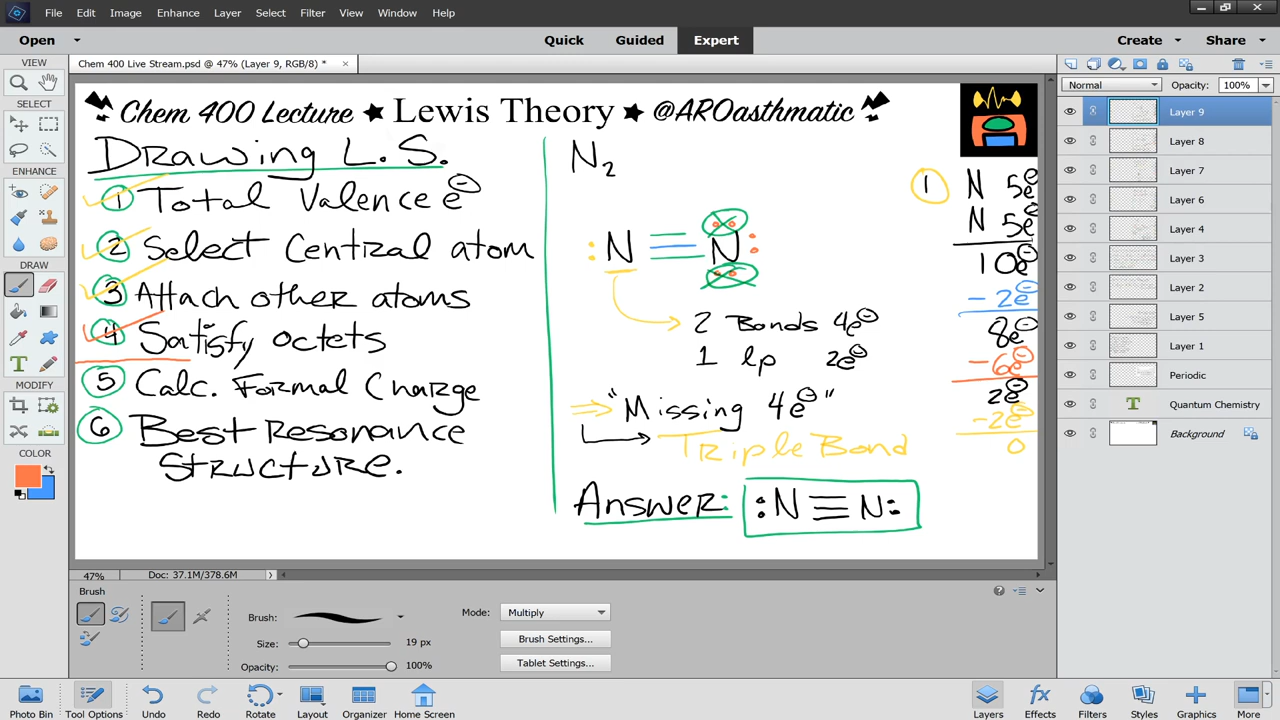 File Edit Image Enhance Layer Select Filter View Window Help
Open Quick Guided Expert Create Share
Chem 400 Live Stream.psd @ 47% (Layer 9, RGB/8) *
VIEW
SELECT
ENHANCE
DRAW
MODIFY
COLOR
Chem 400 Lecture ★ Lewis Theory ★ @AROasthmatic
Drawing L.S.
① Total Valence e⊖
② Select Central atom
③ Attach other atoms
④ Satisfy octets
⑤ Calc. Formal Charge
⑥ Best Resonance
Structure.
N₂
:N≡N:
2 Bonds 4e⊖
1 lp 2e⊖
⇒ "Missing 4e⊖"
Triple Bond
Answer: :N≡N:
① N 5e⊖
N 5e⊖
10e⊖
- 2e⊖
8e⊖
- 6e⊖
2e⊖
- 2e⊖
0
Normal Opacity: 100%
Layer 9
Layer 8
Layer 7
Layer 6
Layer 4
Layer 3
Layer 2
Layer 5
Layer 1
Periodic
T Quantum Chemistry
Background
47% Doc: 37.1M/378.6M
Brush
Brush:
Size: 19 px
Opacity: 100%
Mode: Multiply
Brush Settings...
Tablet Settings...
Photo Bin Tool Options Undo Redo Rotate Layout Organizer Home Screen Layers Effects Filters Styles Graphics More